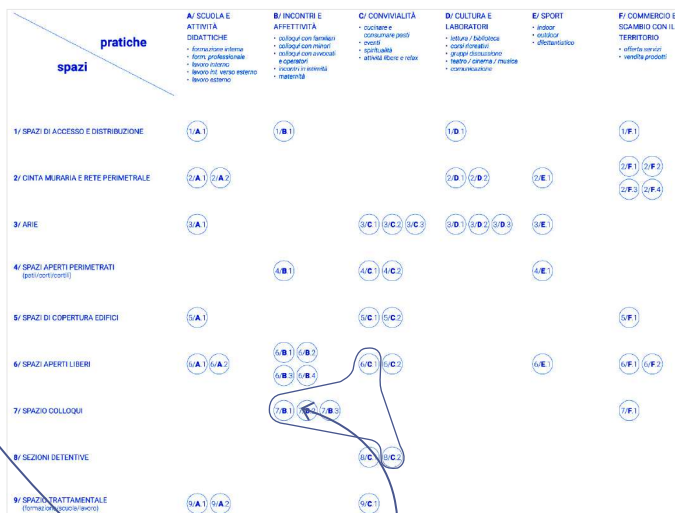 pratiche
spazi
A/ SCUOLA E
ATTIVITÀ
DIDATTICHE
• formazione interna
• form. professionale
• lavoro interno
• lavoro int. verso esterno
• lavoro esterno
B/ INCONTRI E
AFFETTIVITÀ
• colloqui con familiari
• colloqui con minori
• colloqui con avvocati
e operatori
• incontri in intimità
• maternità
C/ CONVIVIALITÀ
• cucinare e
consumare pasti
• eventi
• spiritualità
• attività libere e relax
D/ CULTURA E
LABORATORI
• lettura / biblioteca
• corsi ricreativi
• gruppi discussione
• teatro / cinema / musica
• comunicazione
E/ SPORT
• indoor
• outdoor
• dilettantistico
F/ COMMERCIO E
SCAMBIO CON IL
TERRITORIO
• offerta servizi
• vendita prodotti
1/ SPAZI DI ACCESSO E DISTRIBUZIONE 1/A.1 1/B.1 1/D.1 1/F.1
2/ CINTA MURARIA E RETE PERIMETRALE 2/A.1 2/A.2 2/D.1 2/D.2 2/E.1 2/F.1 2/F.2
2/F.3 2/F.4
3/ ARIE 3/A.1 3/C.1 3/C.2 3/C.3 3/D.1 3/D.2 3/D.3 3/E.1
4/ SPAZI APERTI PERIMETRATI 4/B.1 4/C.1 4/C.2 4/E.1
(pati/corti/cortili)
5/ SPAZI DI COPERTURA EDIFICI 5/A.1 5/C.1 5/C.2 5/F.1
6/ SPAZI APERTI LIBERI 6/A.1 6/A.2 6/B.1 6/B.2 6/C.1 6/C.2 6/E.1 6/F.1 6/F.2
6/B.3 6/B.4
7/ SPAZIO COLLOQUI 7/B.1 7/B.2 7/B.3 7/F.1
8/ SEZIONI DETENTIVE 8/C.1 8/C.2
9/ SPAZIO TRATTAMENTALE 9/A.1 9/A.2 9/C.1
(formazione/scuola/lavoro)